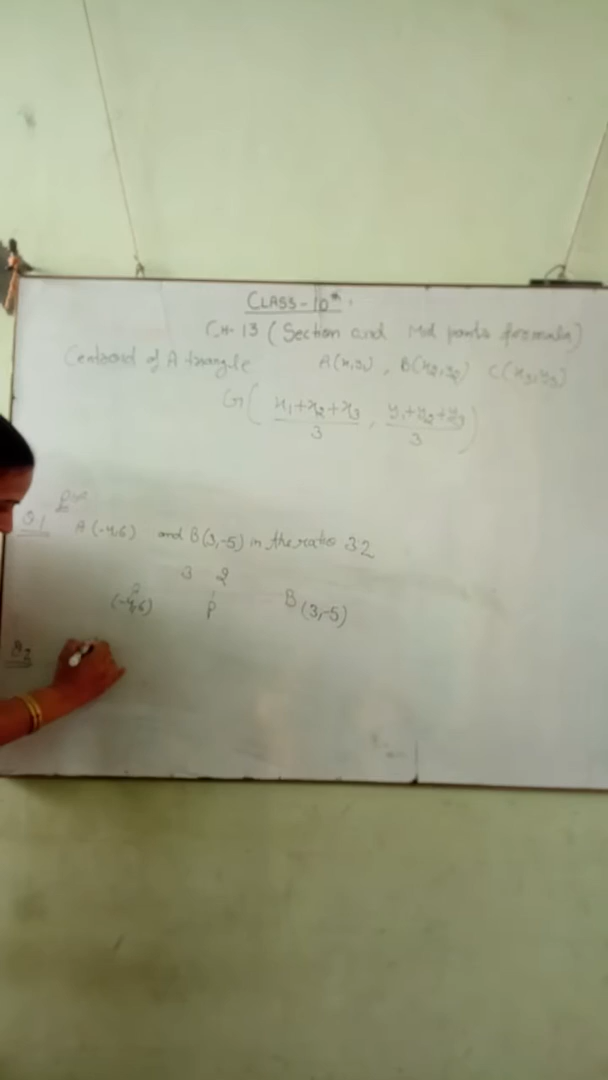 CLASS-10th
CH-13 (Section and Mid points formula)
Centroid of A triangle A(x1,y1), B(x2,y2) C(x3,y3)
G( x1+x2+x3/3 , y1+y2+y3/3 )
Q.1 A(-4,6) and B(3,-5) in the ratio 3 2
3 2
(-4,6) P B(3,-5)
Q2